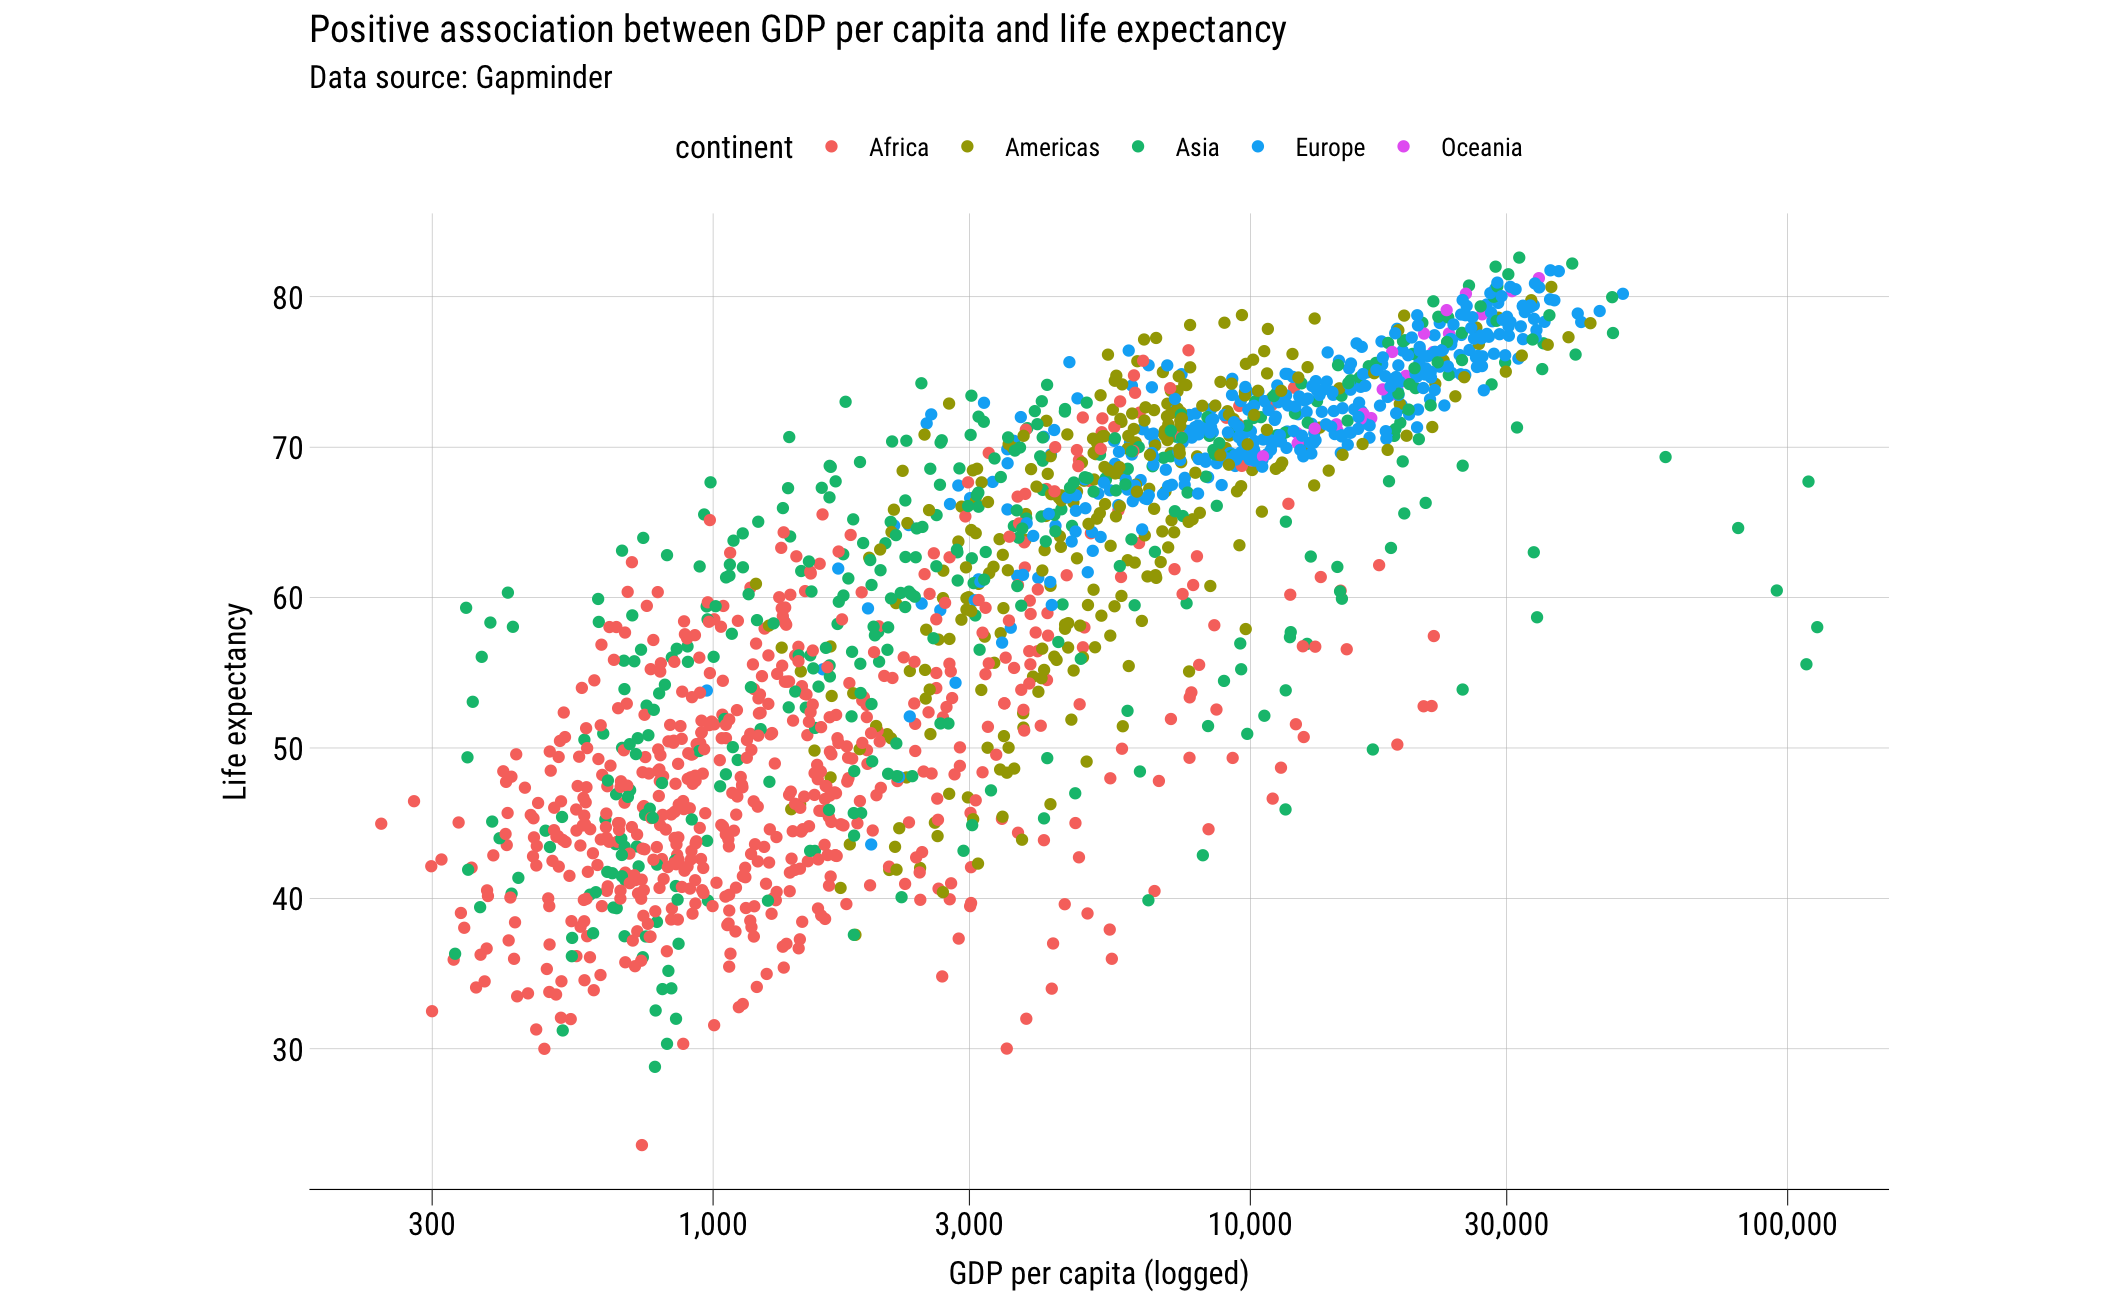 Positive association between GDP per capita and life expectancy
Data source: Gapminder
continent Africa Americas Asia Europe Oceania
80
70
60
50
40
30
Life expectancy
300 1,000 3,000 10,000 30,000 100,000
GDP per capita (logged)